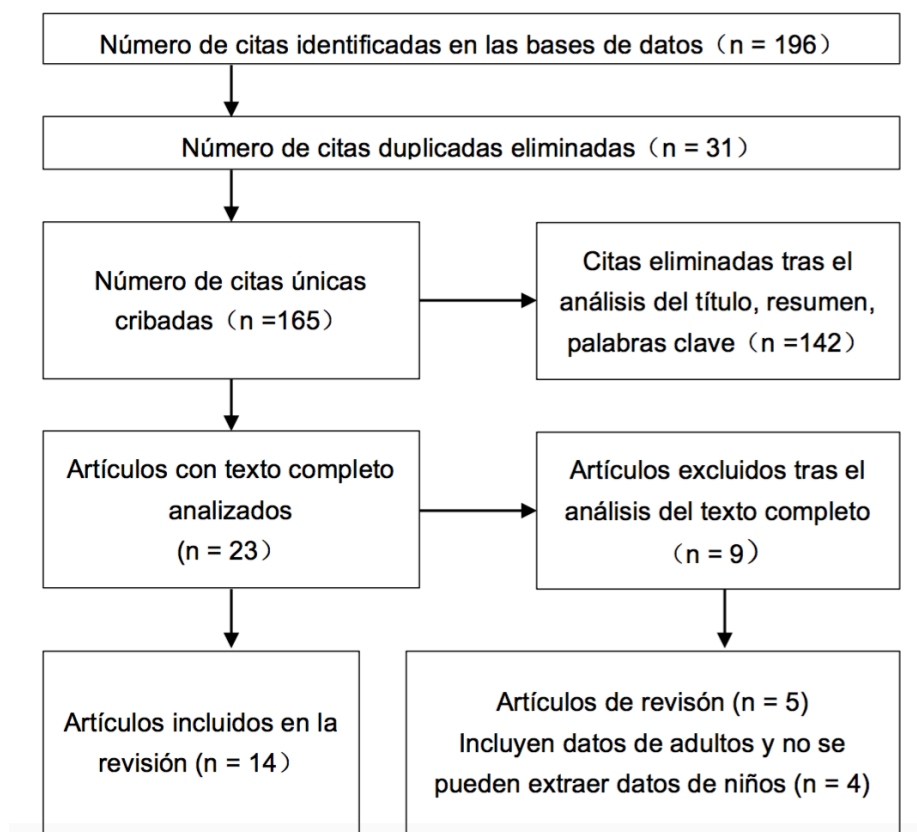 Número de citas identificadas en las bases de datos（n = 196）
Número de citas duplicadas eliminadas（n = 31）
Número de citas únicas
cribadas（n =165）
Citas eliminadas tras el
análisis del título, resumen,
palabras clave（n =142）
Artículos con texto completo
analizados
(n = 23）
Artículos excluidos tras el
análisis del texto completo
（n = 9）
Artículos incluidos en la
revisión (n = 14）
Artículos de revisón (n = 5)
Incluyen datos de adultos y no se
pueden extraer datos de niños (n = 4)